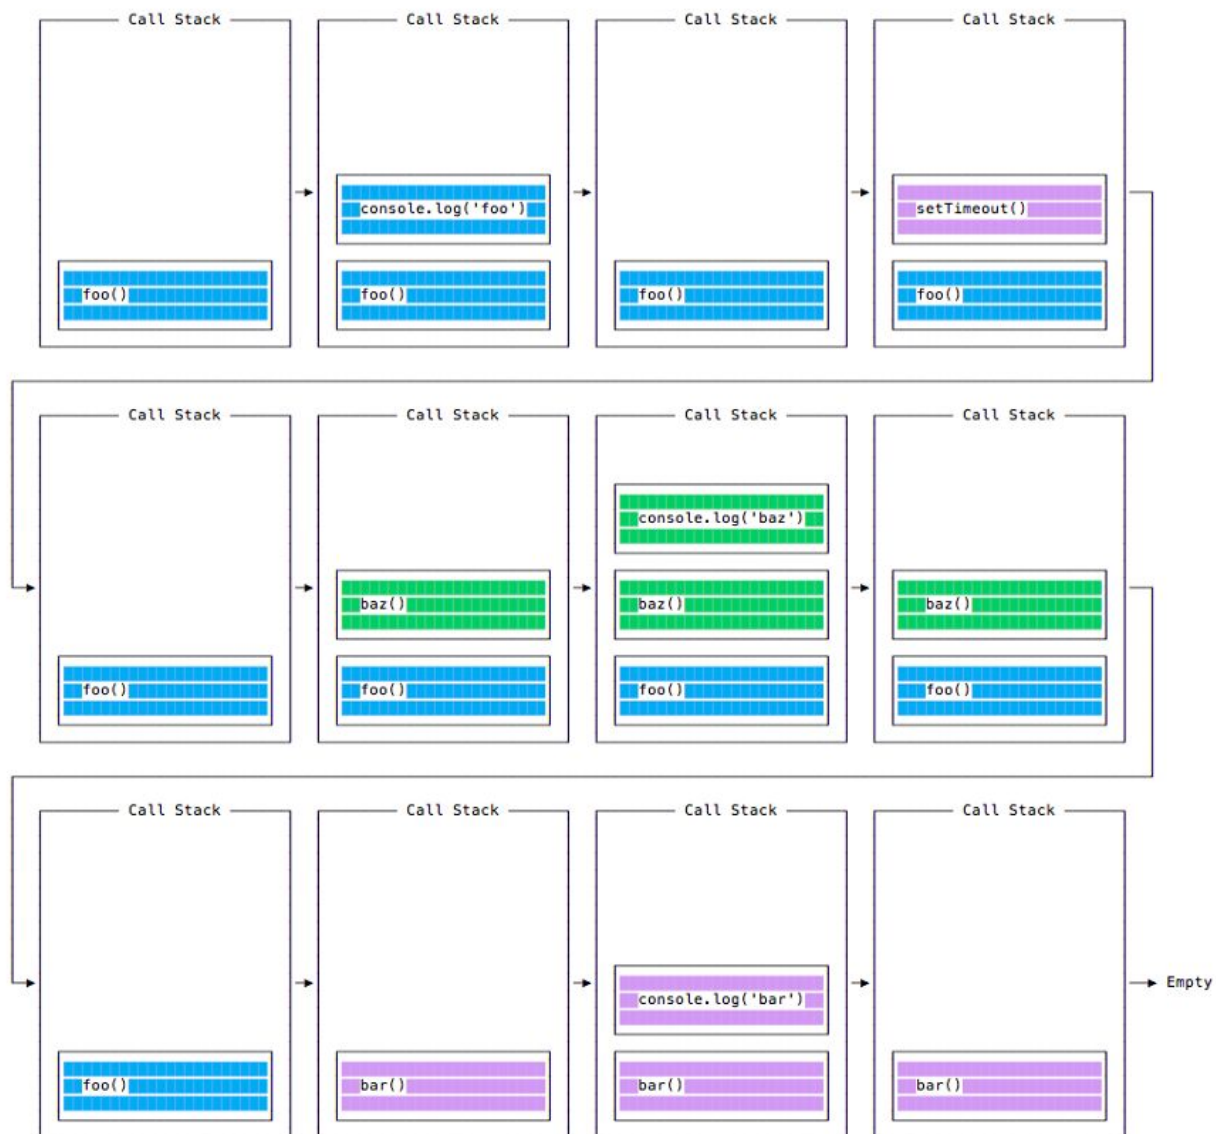 Call Stack Call Stack Call Stack Call Stack
console.log('foo') setTimeout()
foo() foo() foo() foo()
Call Stack Call Stack Call Stack Call Stack
console.log('baz')
baz() baz() baz()
foo() foo() foo() foo()
Call Stack Call Stack Call Stack Call Stack
Empty
console.log('bar')
foo() bar() bar() bar()